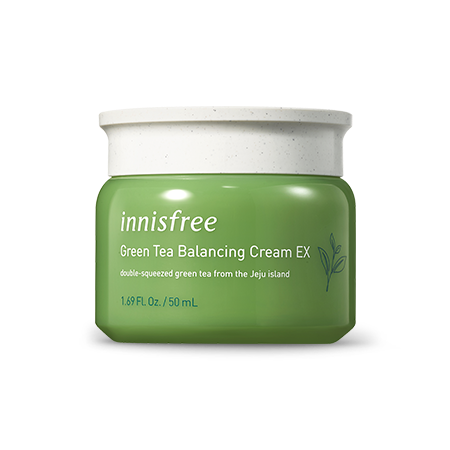 innisfree
Green Tea Balancing Cream EX
double-squeezed green tea from the Jeju island
1.69 Fl. Oz. / 50 mL